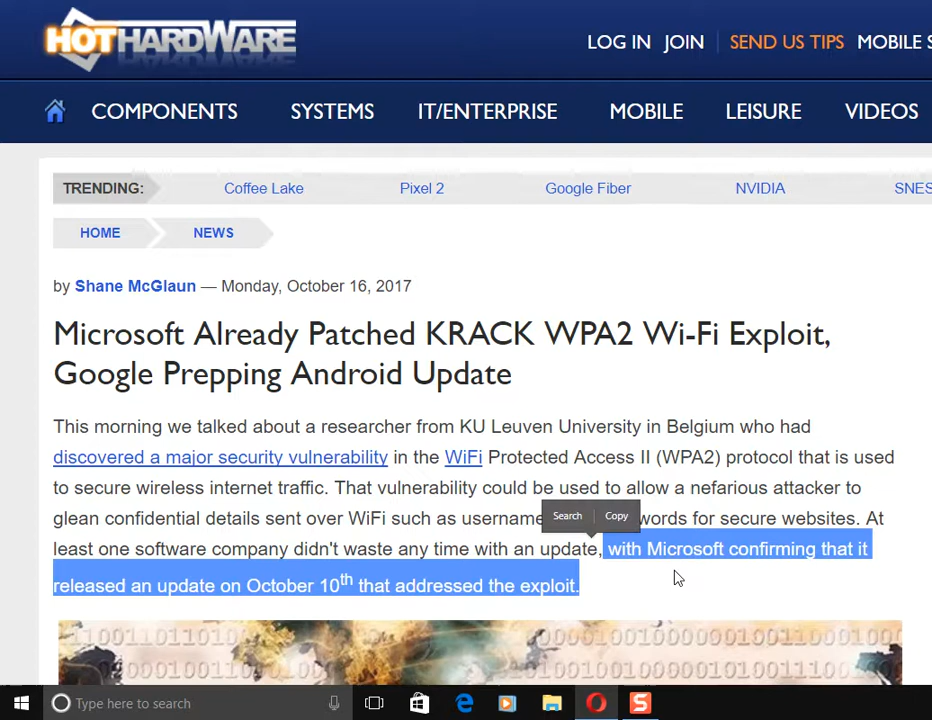 HOTHARDWARE
LOG IN JOIN SEND US TIPS MOBILE S
COMPONENTS SYSTEMS IT/ENTERPRISE MOBILE LEISURE VIDEOS
TRENDING: Coffee Lake Pixel 2 Google Fiber NVIDIA SNES
HOME NEWS
by Shane McGlaun — Monday, October 16, 2017
Microsoft Already Patched KRACK WPA2 Wi-Fi Exploit,
Google Prepping Android Update
This morning we talked about a researcher from KU Leuven University in Belgium who had
discovered a major security vulnerability in the WiFi Protected Access II (WPA2) protocol that is used
to secure wireless internet traffic. That vulnerability could be used to allow a nefarious attacker to
Search Copy
glean confidential details sent over WiFi such as username words for secure websites. At
least one software company didn't waste any time with an update, with Microsoft confirming that it
released an update on October 10th that addressed the exploit.
Type here to search